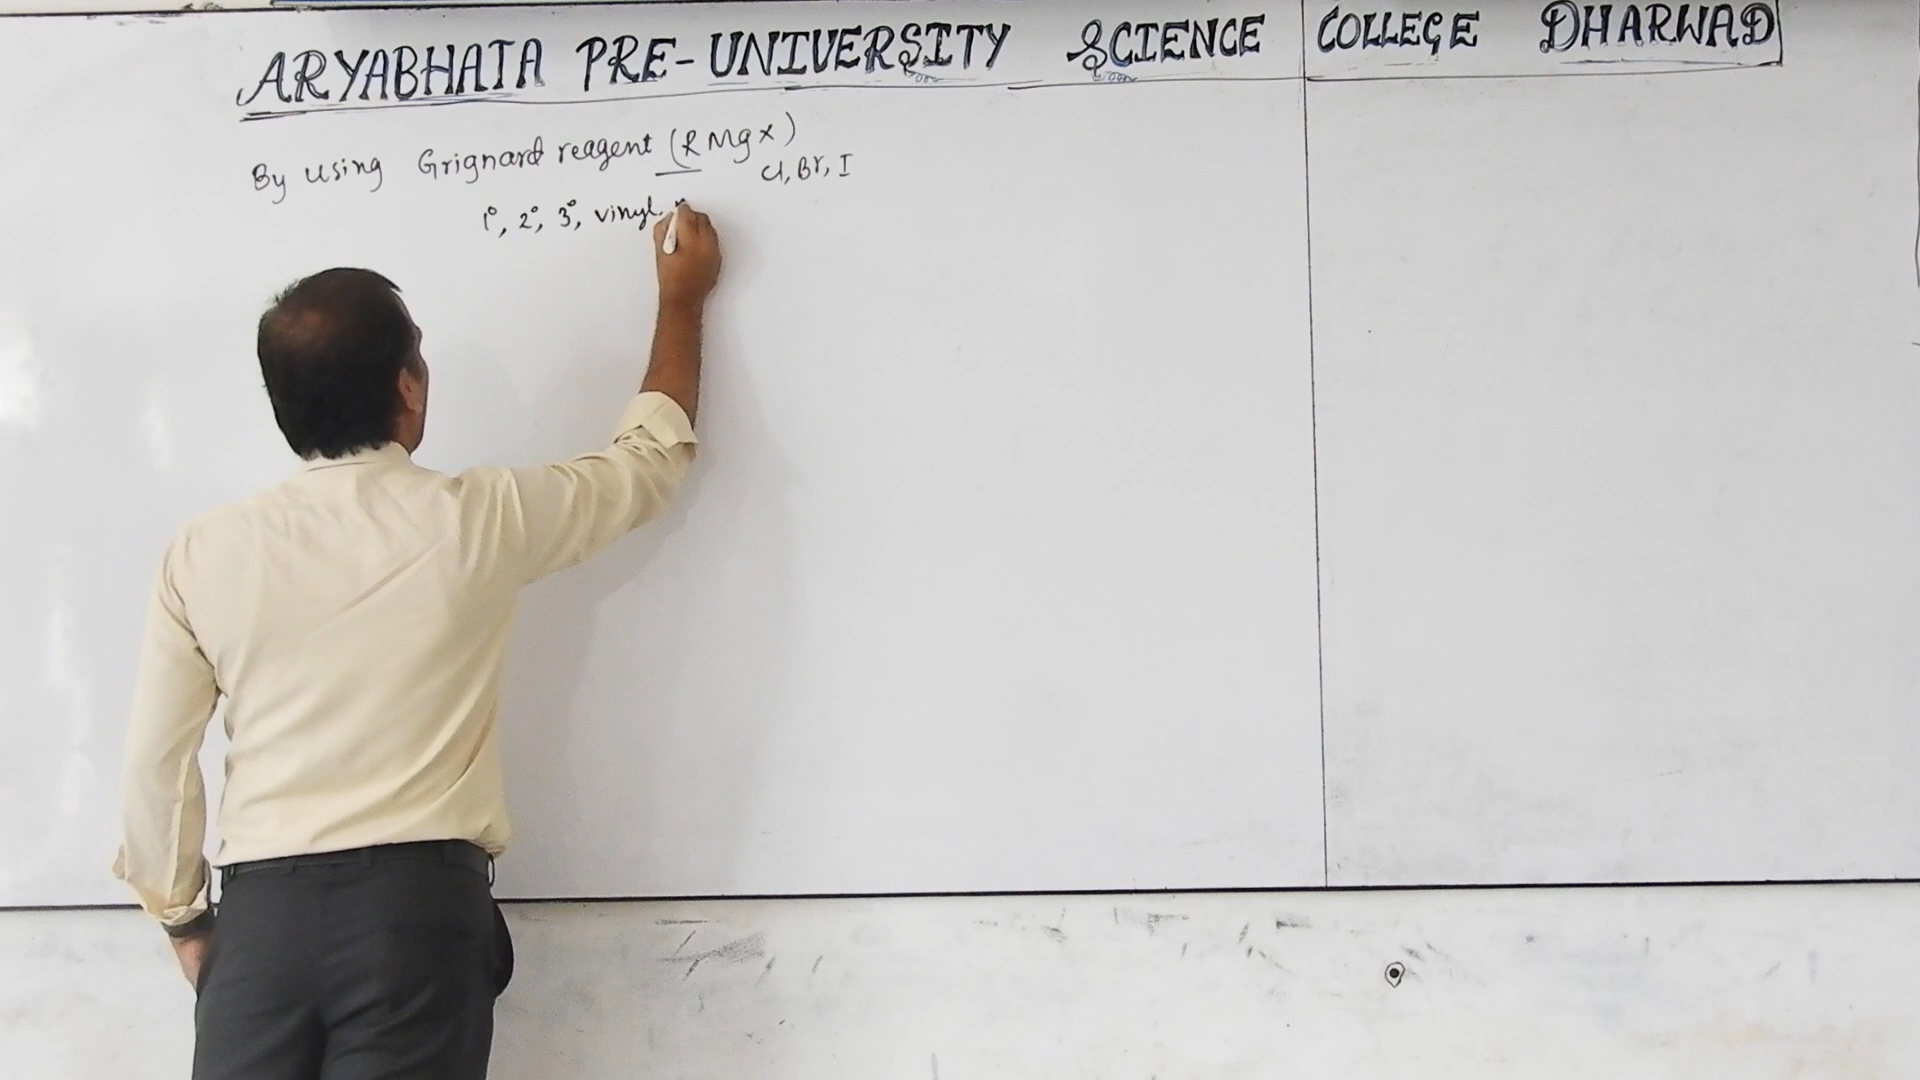 ARYABHATA PRE-UNIVERSITY SCIENCE COLLEGE DHARWAD
By using Grignard reagent (RMgX)
Cl, Br, I
1°, 2°, 3°, vinyl